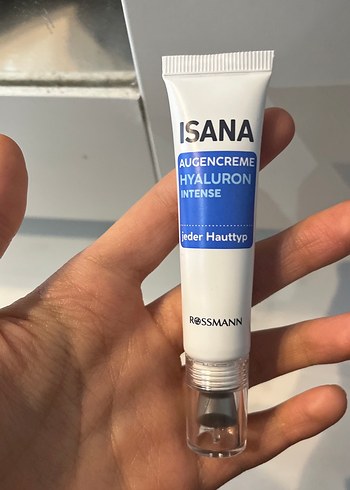 ISANA
AUGENCREME
HYALURON
INTENSE
jeder Hauttyp
ROSSMANN